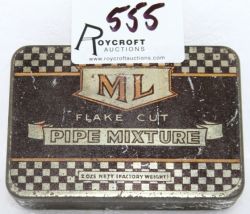 555
ROYCROFT
AUCTIONS
www.roycroftauctions.com
ML
FLAKE CUT
PIPE MIXTURE
2 OZS NETT (FACTORY WEIGHT)